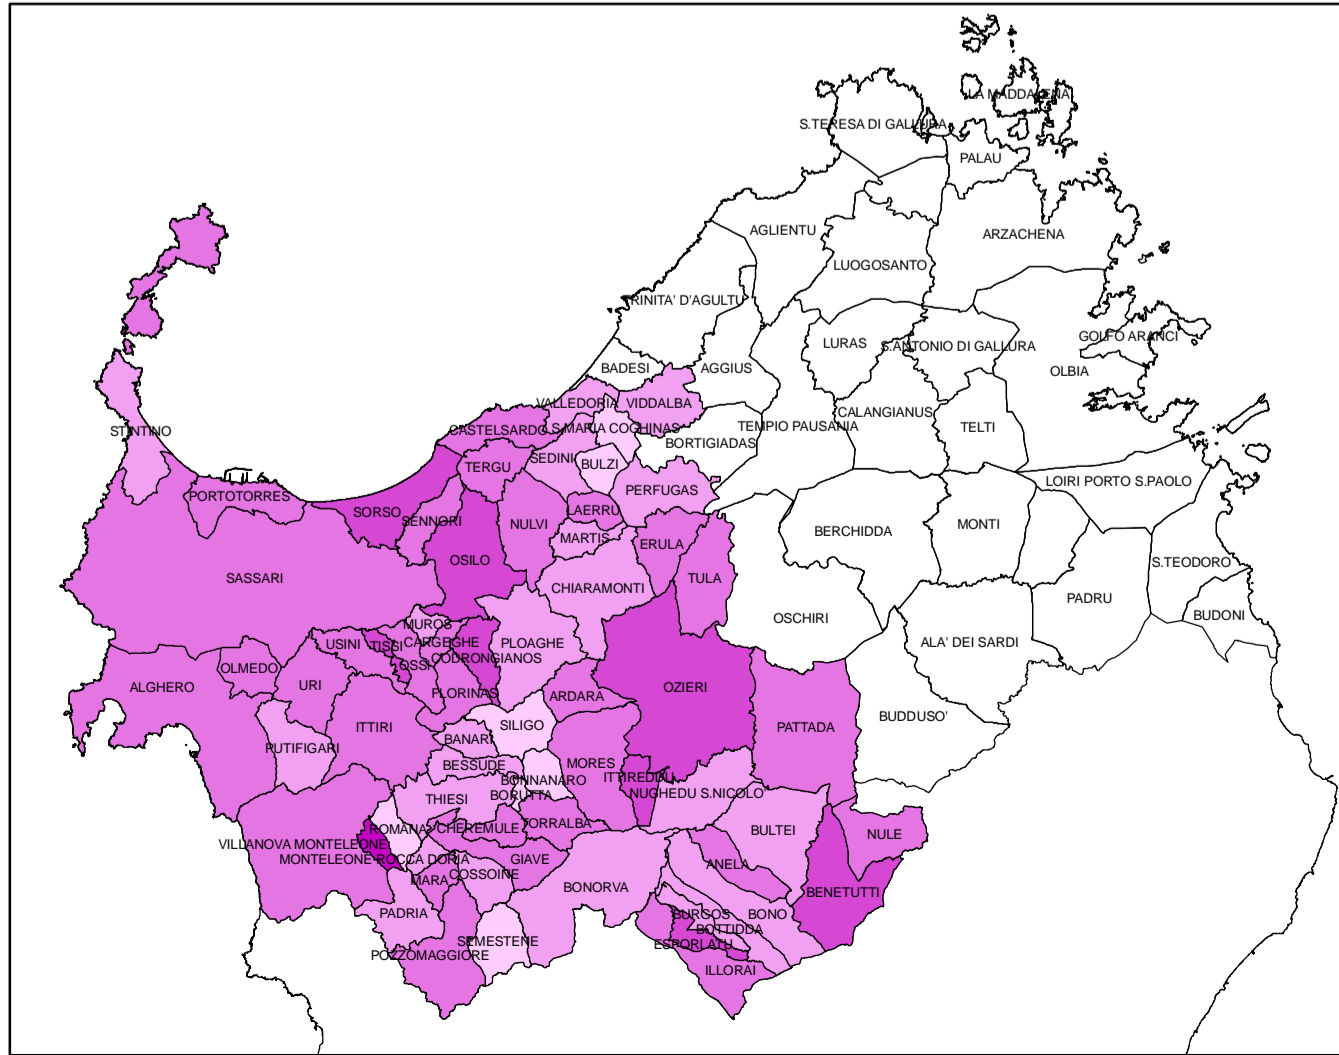 LA MADDALENA
S.TERESA DI GALLURA
PALAU
AGLIENTU
ARZACHENA
LUOGOSANTO
RINITA' D'AGULTU
GOLFO ARANCI
LURAS
S.ANTONIO DI GALLURA
BADESI
AGGIUS
OLBIA
VALLEDORIA
VIDDALBA
CALANGIANUS
STINTINO
CASTELSARDO
S.MARIA COGHINAS
TEMPIO PAUSANIA
TELTI
BORTIGIADAS
SEDINI
BULZI
TERGU
LOIRI PORTO S.PAOLO
PERFUGAS
PORTOTORRES
SORSO
SENNORI
NULVI
LAERRU
BERCHIDDA
MONTI
MARTIS
ERULA
OSILO
S.TEODORO
SASSARI
CHIARAMONTI
TULA
PADRU
BUDONI
OSCHIRI
MUROS
ALA' DEI SARDI
USINI
TISSI
CARGEGHE
PLOAGHE
OSSI
CODRONGIANOS
OLMEDO
ALGHERO
URI
FLORINAS
ARDARA
OZIERI
BUDDUSO'
ITTIRI
SILIGO
PATTADA
BANARI
PUTIFIGARI
BESSUDE
MORES
BONNANARO
ITTIREDDU
THIESI
BORUTTA
NUGHEDU S.NICOLO'
ROMANA
CHEREMULE
TORRALBA
BULTEI
NULE
VILLANOVA MONTELEONE
MONTELEONE-ROCCA DORIA
GIAVE
ANELA
MARA
COSSOINE
BONORVA
BENETUTTI
PADRIA
BURGOS
BONO
BOTTIDDA
SEMESTENE
ESPORLATU
POZZOMAGGIORE
ILLORAI